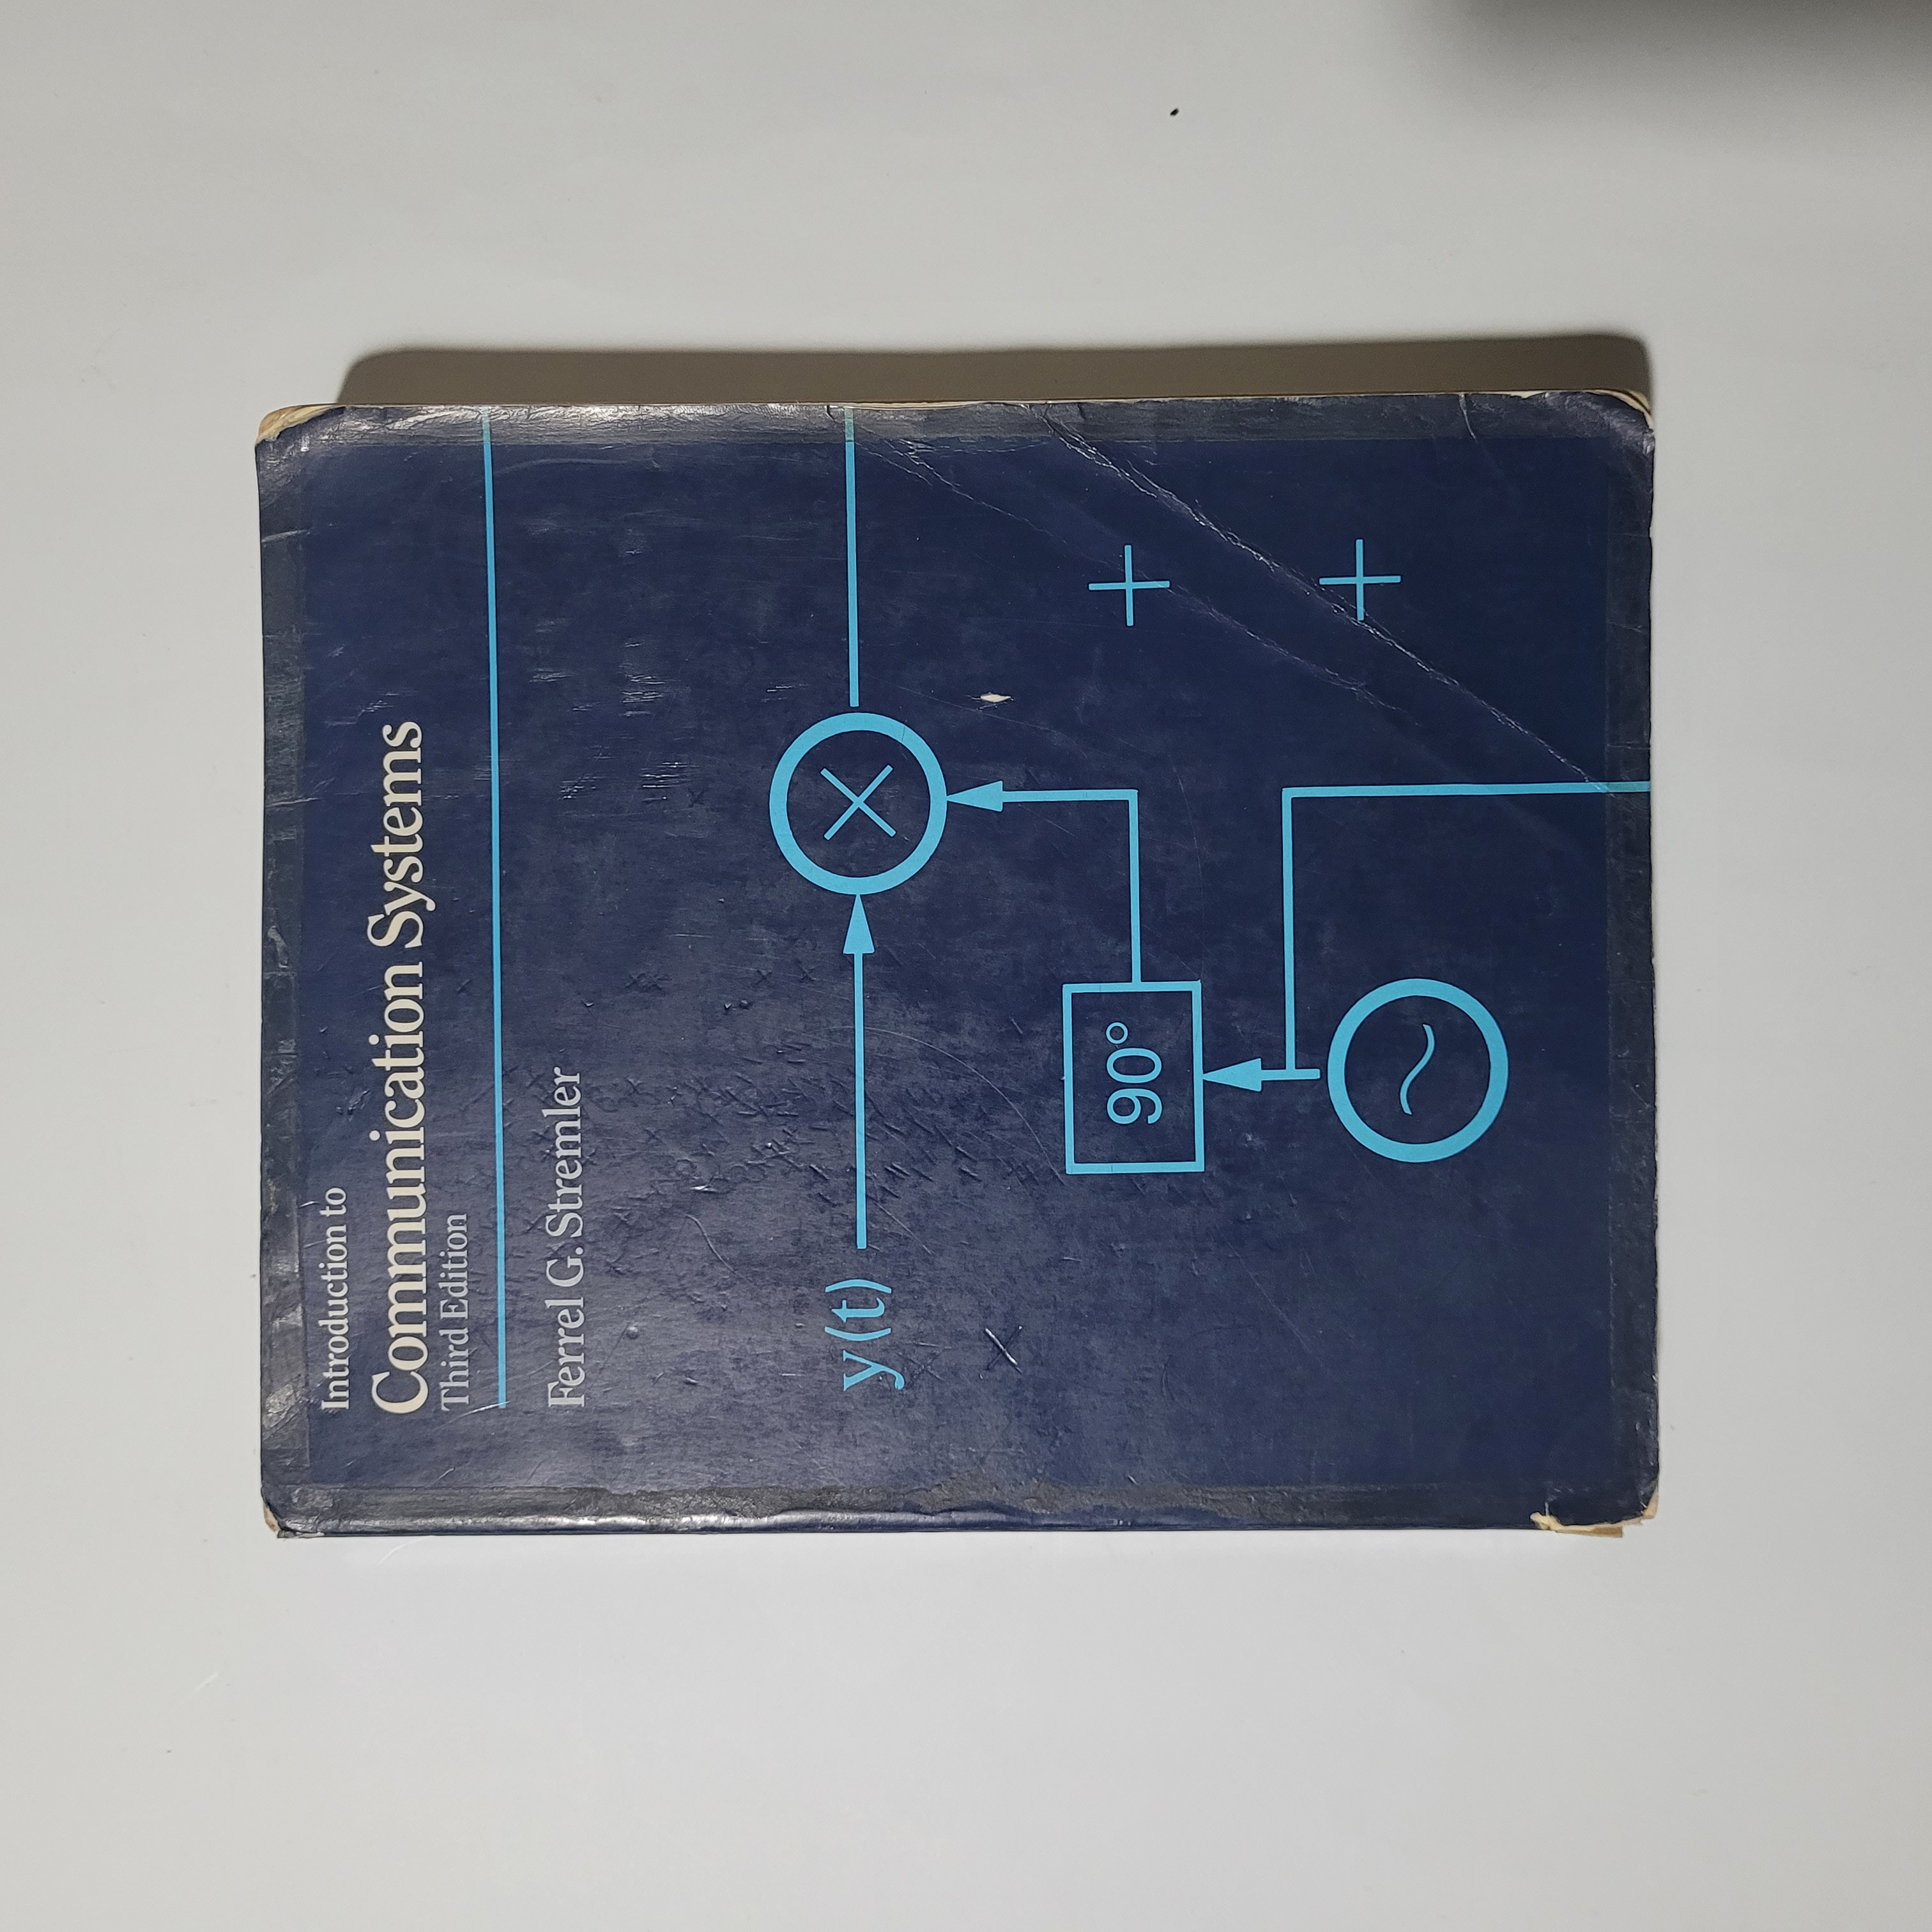 Introduction to
Communication Systems
Third Edition
Ferrel G. Stremler
y(t)
90°